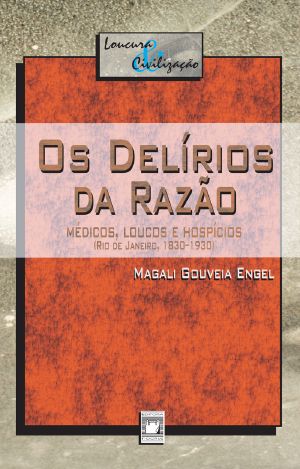 Loucura
&
Civilização
OS DELÍRIOS
DA RAZÃO
MÉDICOS, LOUCOS E HOSPÍCIOS
(RIO DE JANEIRO, 1830-1930)
MAGALI GOUVEIA ENGEL